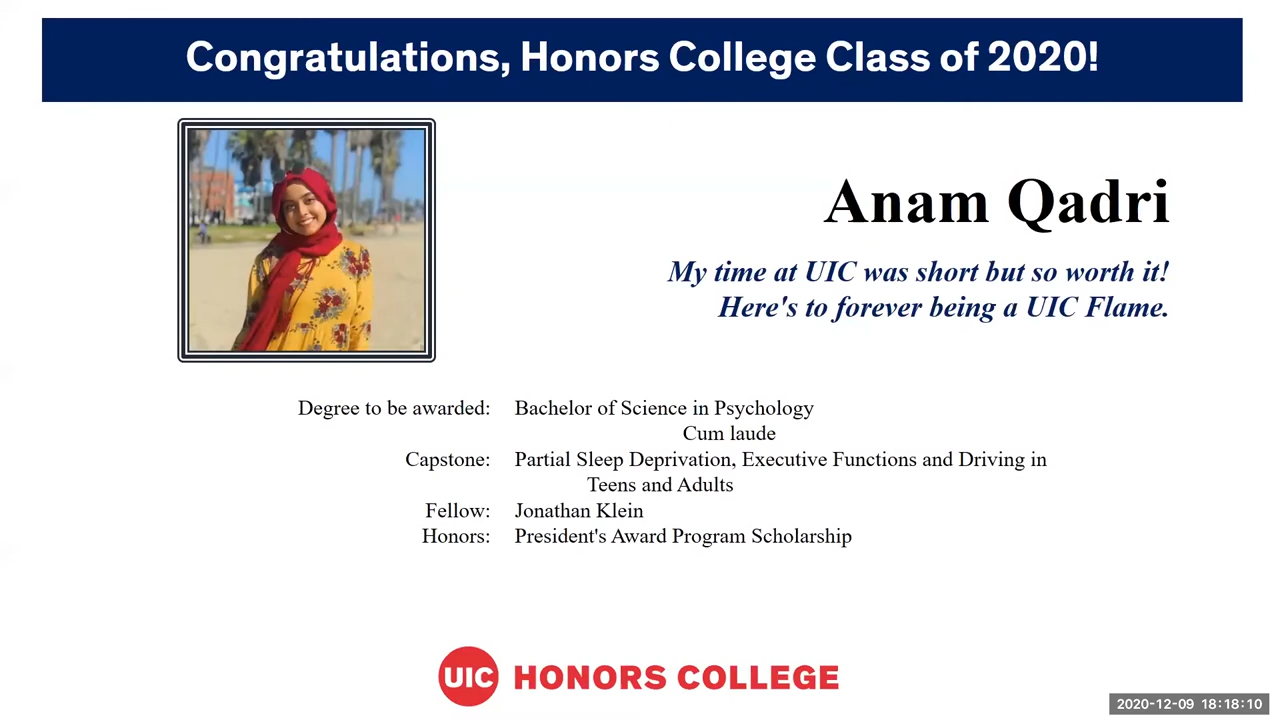 Congratulations, Honors College Class of 2020!
Anam Qadri
My time at UIC was short but so worth it!
Here's to forever being a UIC Flame.
Degree to be awarded: Bachelor of Science in Psychology
Cum laude
Capstone: Partial Sleep Deprivation, Executive Functions and Driving in
Teens and Adults
Fellow: Jonathan Klein
Honors: President's Award Program Scholarship
UIC HONORS COLLEGE
2020-12-09 18:18:10